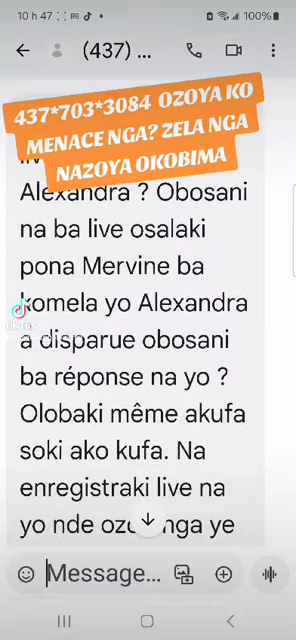 10 h 47
100%
(437) ...
437*703*3084 OZOYA KO
MENACE NGA? ZELA NGA
NAZOYA OKOBIMA
Alexandra ? Obosani
na ba live osalaki
pona Mervine ba
komela yo Alexandra
a disparue obosani
ba réponse na yo ?
Olobaki même akufa
soki ako kufa. Na
enregistraki live na
yo nde nga ye
Message...